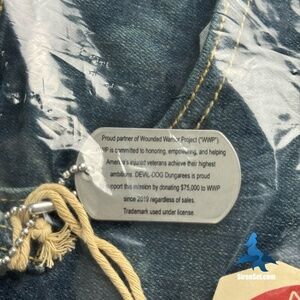 Proud partner of Wounded Warrior Project ("WWP")
WP is committed to honoring, empowering, and helping
America's injured veterans achieve their highest
ambitions. DEVIL-DOG Dungarees is proud
support this mission by donating $75,000 to WWP
since 2019 regardless of sales.
Trademark used under license.
SirenSet.com